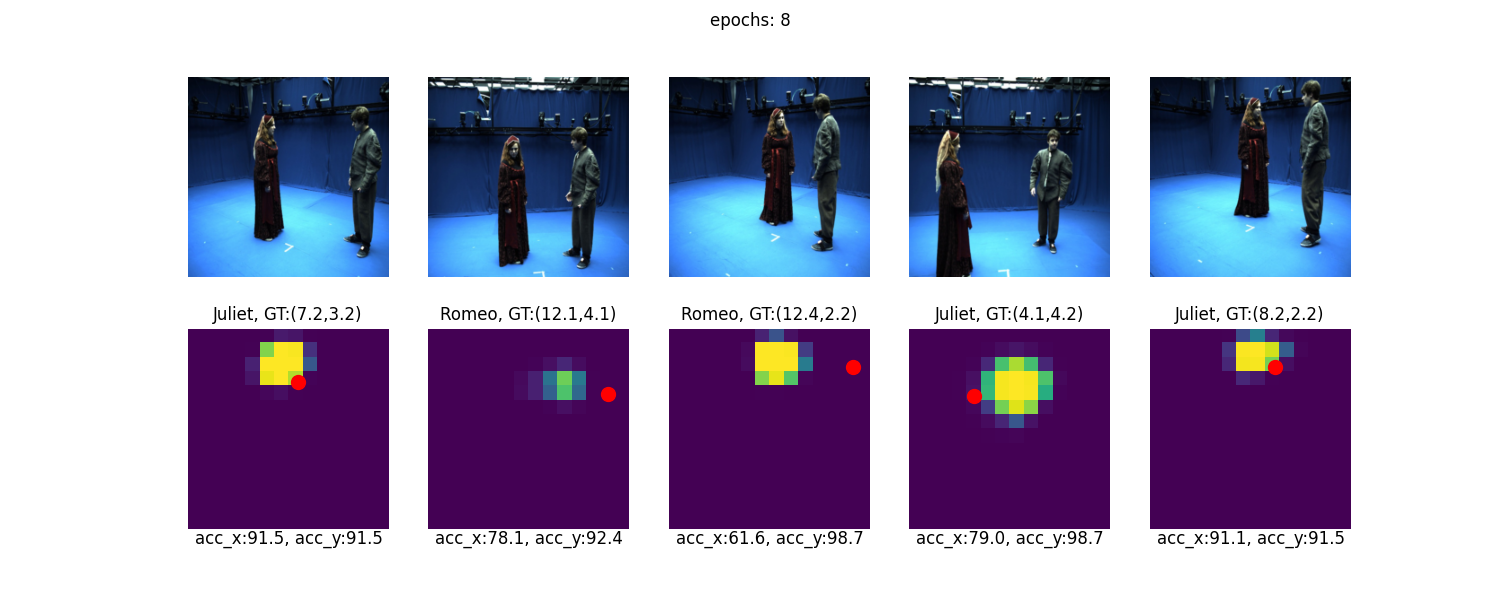 epochs: 8
Juliet, GT:(7.2,3.2)
Romeo, GT:(12.1,4.1)
Romeo, GT:(12.4,2.2)
Juliet, GT:(4.1,4.2)
Juliet, GT:(8.2,2.2)
acc_x:91.5, acc_y:91.5
acc_x:78.1, acc_y:92.4
acc_x:61.6, acc_y:98.7
acc_x:79.0, acc_y:98.7
acc_x:91.1, acc_y:91.5